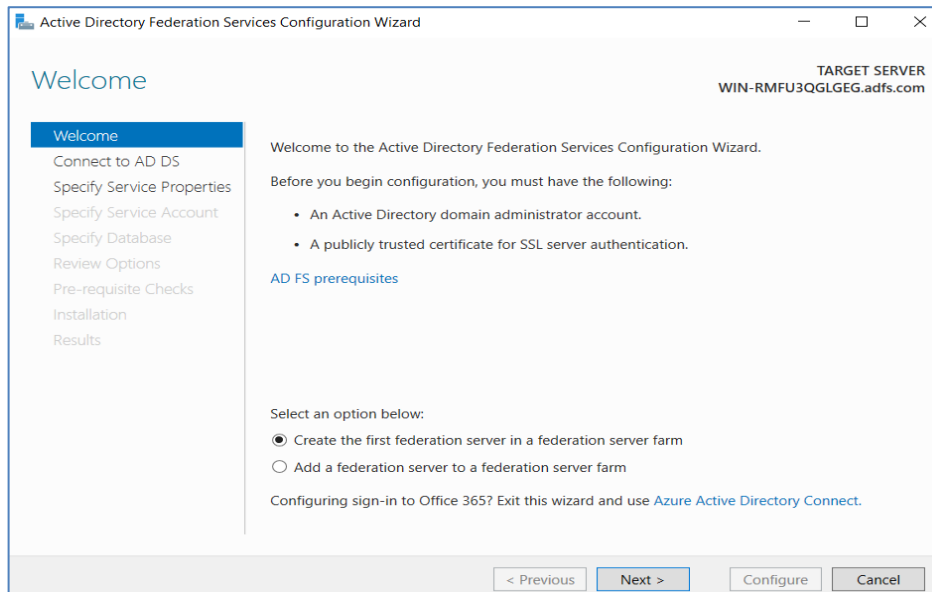 Active Directory Federation Services Configuration Wizard
Welcome
TARGET SERVER
WIN-RMFU3QGLGEG.adfs.com
Welcome
Connect to AD DS
Specify Service Properties
Specify Service Account
Specify Database
Review Options
Pre-requisite Checks
Installation
Results
Welcome to the Active Directory Federation Services Configuration Wizard.
Before you begin configuration, you must have the following:
• An Active Directory domain administrator account.
• A publicly trusted certificate for SSL server authentication.
AD FS prerequisites
Select an option below:
Create the first federation server in a federation server farm
Add a federation server to a federation server farm
Configuring sign-in to Office 365? Exit this wizard and use Azure Active Directory Connect.
< Previous Next > Configure Cancel